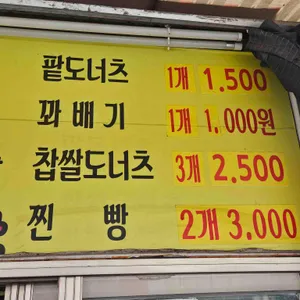 팥도너츠 1개 1.500
꽈배기 1개 1.000원
찹쌀도너츠 3개 2.500
찐빵 2개 3.000